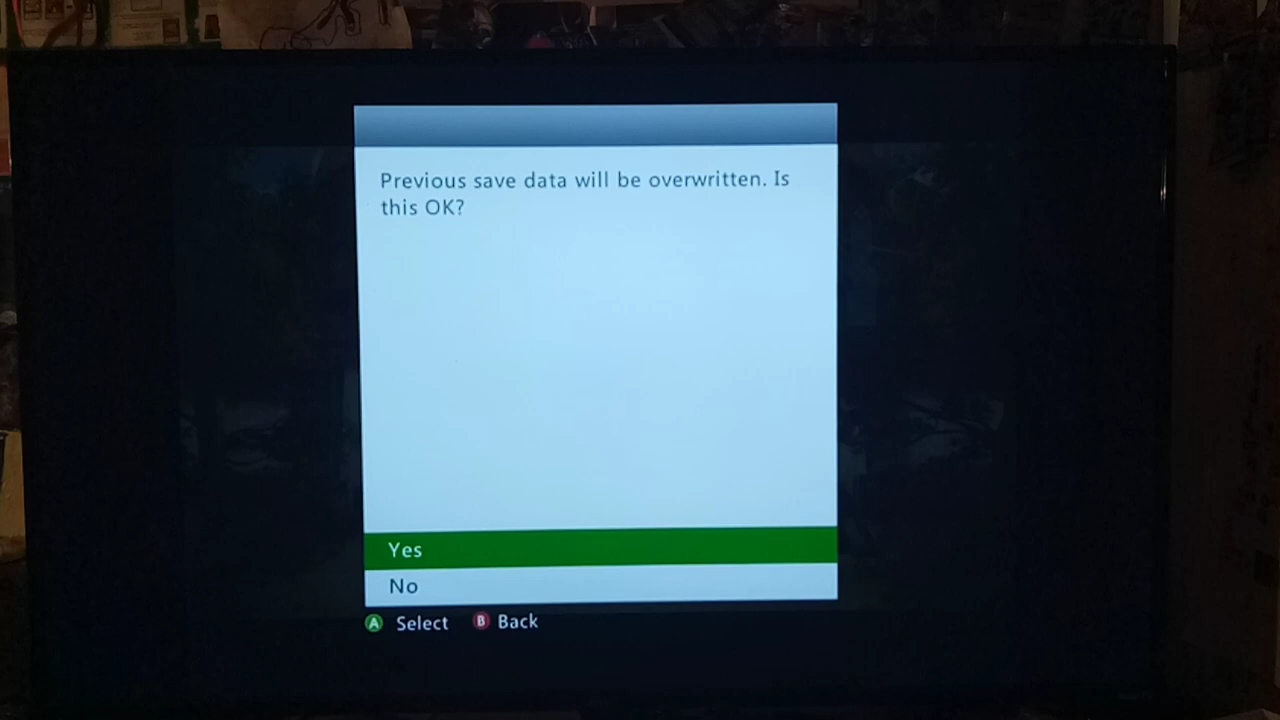 Previous save data will be overwritten. Is
this OK?
Yes
No
A Select B Back